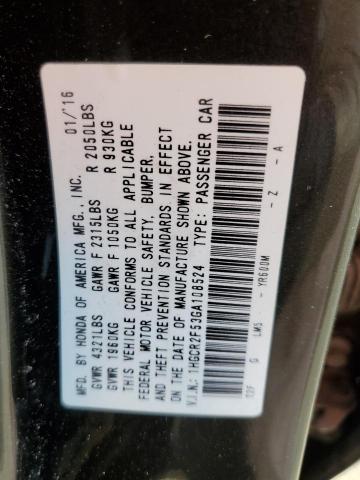 MFD. BY HONDA OF AMERICA MFG., INC. 01/'16
GVWR 4321LBS GAWR F 2315LBS R 2050LBS
GVWR 1960KG GAWR F 1050KG R 930KG
THIS VEHICLE CONFORMS TO ALL APPLICABLE
FEDERAL MOTOR VEHICLE SAFETY, BUMPER,
AND THEFT PREVENTION STANDARDS IN EFFECT
ON THE DATE OF MANUFACTURE SHOWN ABOVE.
V.I.N.: 1HGCR2F53GA108524 TYPE: PASSENGER CAR
G LMS - YR600M - Z - A